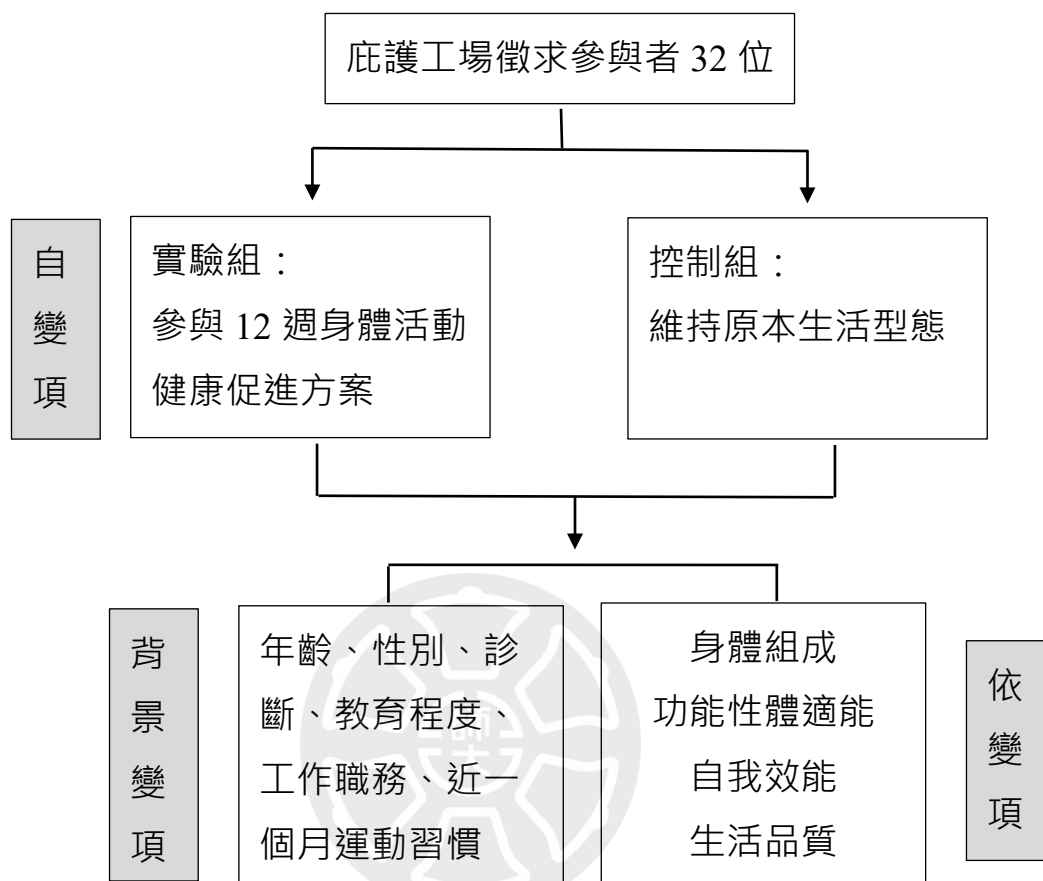 庇護工場徵求參與者 32 位
自
變
項
實驗組：
參與 12 週身體活動
健康促進方案
控制組：
維持原本生活型態
背
景
變
項
年齡、性別、診
斷、教育程度、
工作職務、近一
個月運動習慣
身體組成
功能性體適能
自我效能
生活品質
依
變
項
師
大